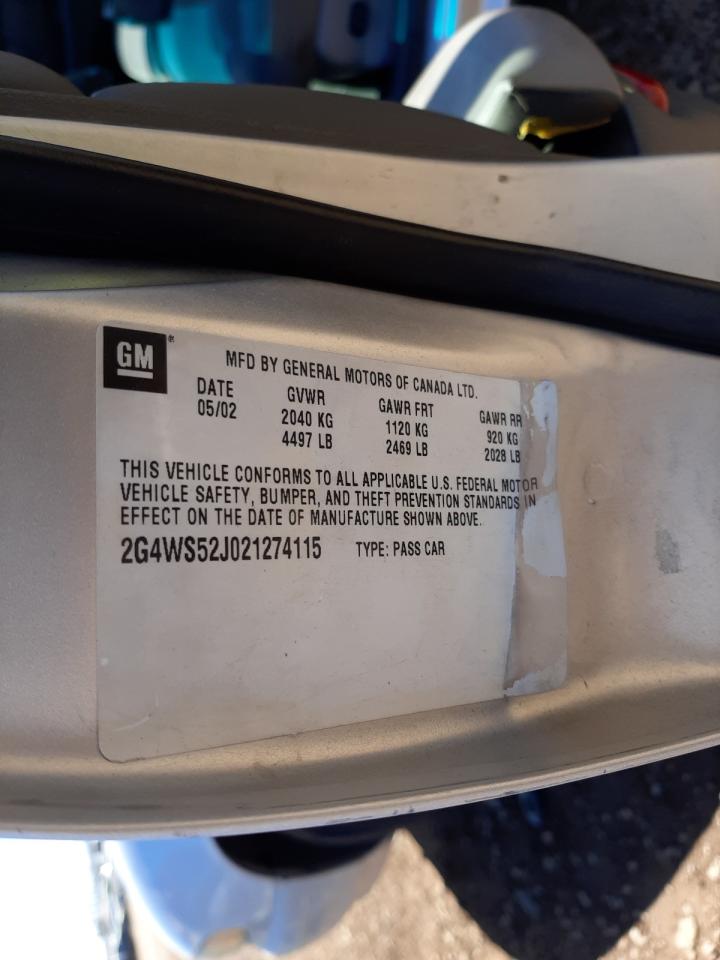 GM®
MFD BY GENERAL MOTORS OF CANADA LTD.
DATE GVWR GAWR FRT GAWR RR
05/02 2040 KG 1120 KG 920 KG
4497 LB 2469 LB 2028 LB
THIS VEHICLE CONFORMS TO ALL APPLICABLE U.S. FEDERAL MOTOR
VEHICLE SAFETY, BUMPER, AND THEFT PREVENTION STANDARDS IN
EFFECT ON THE DATE OF MANUFACTURE SHOWN ABOVE.
2G4WS52J021274115 TYPE: PASS CAR